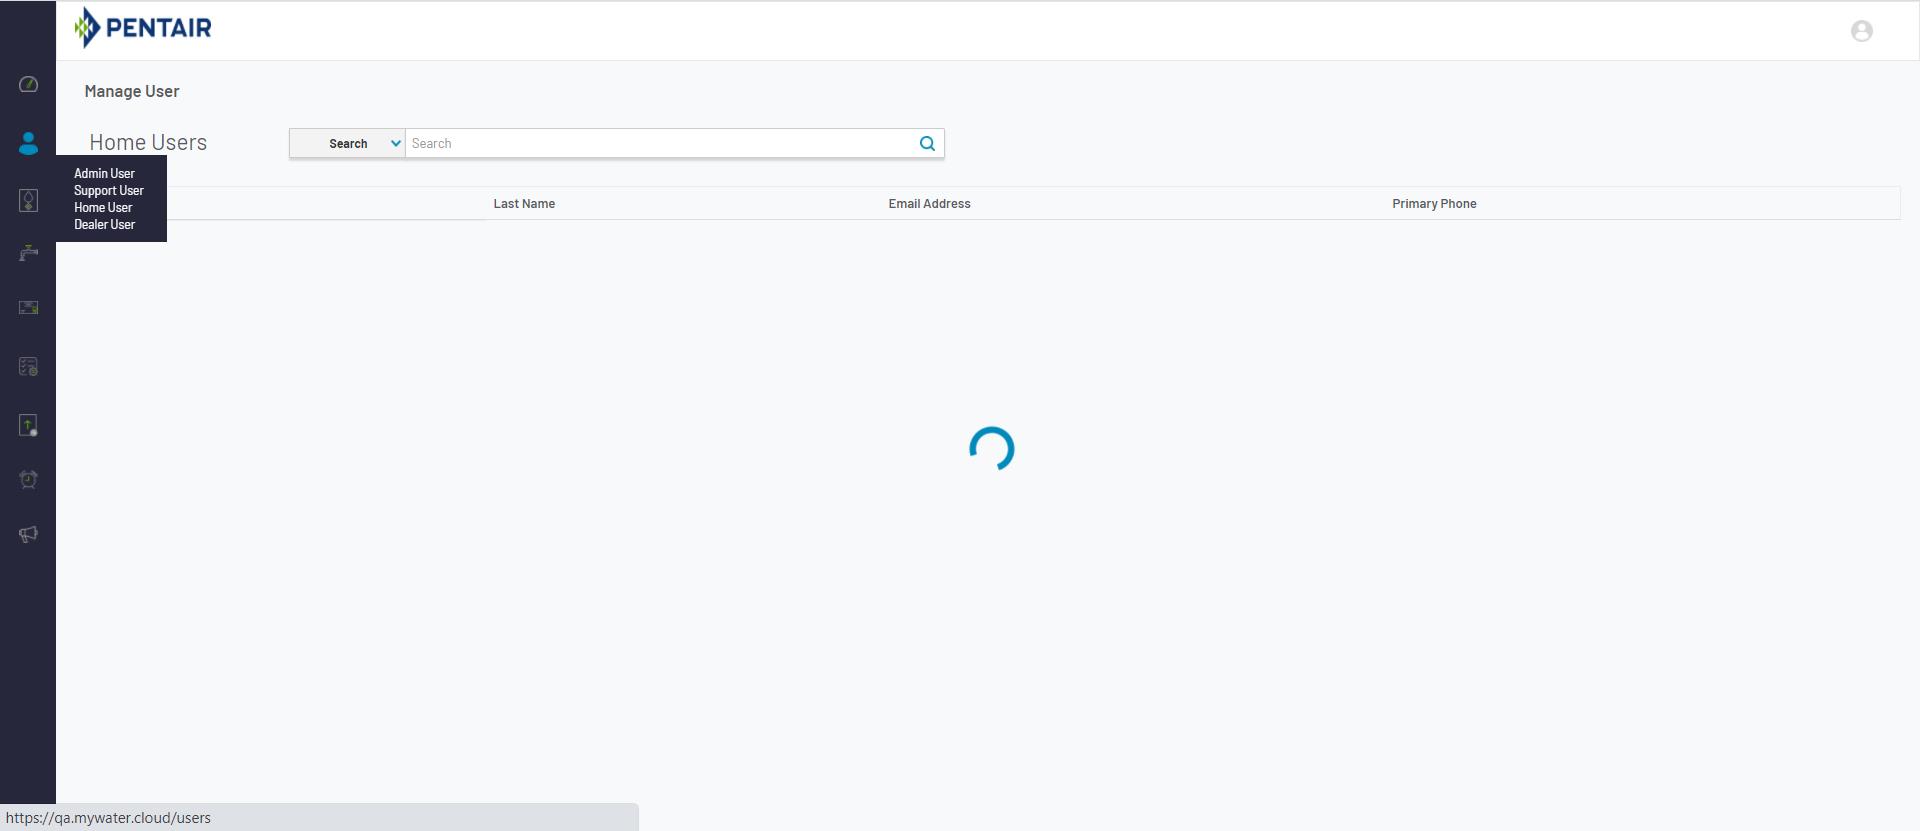 PENTAIR
Manage User
Home Users
Search
Search
Admin User
Support User
Home User
Dealer User
Last Name
Email Address
Primary Phone
https://qa.mywater.cloud/users